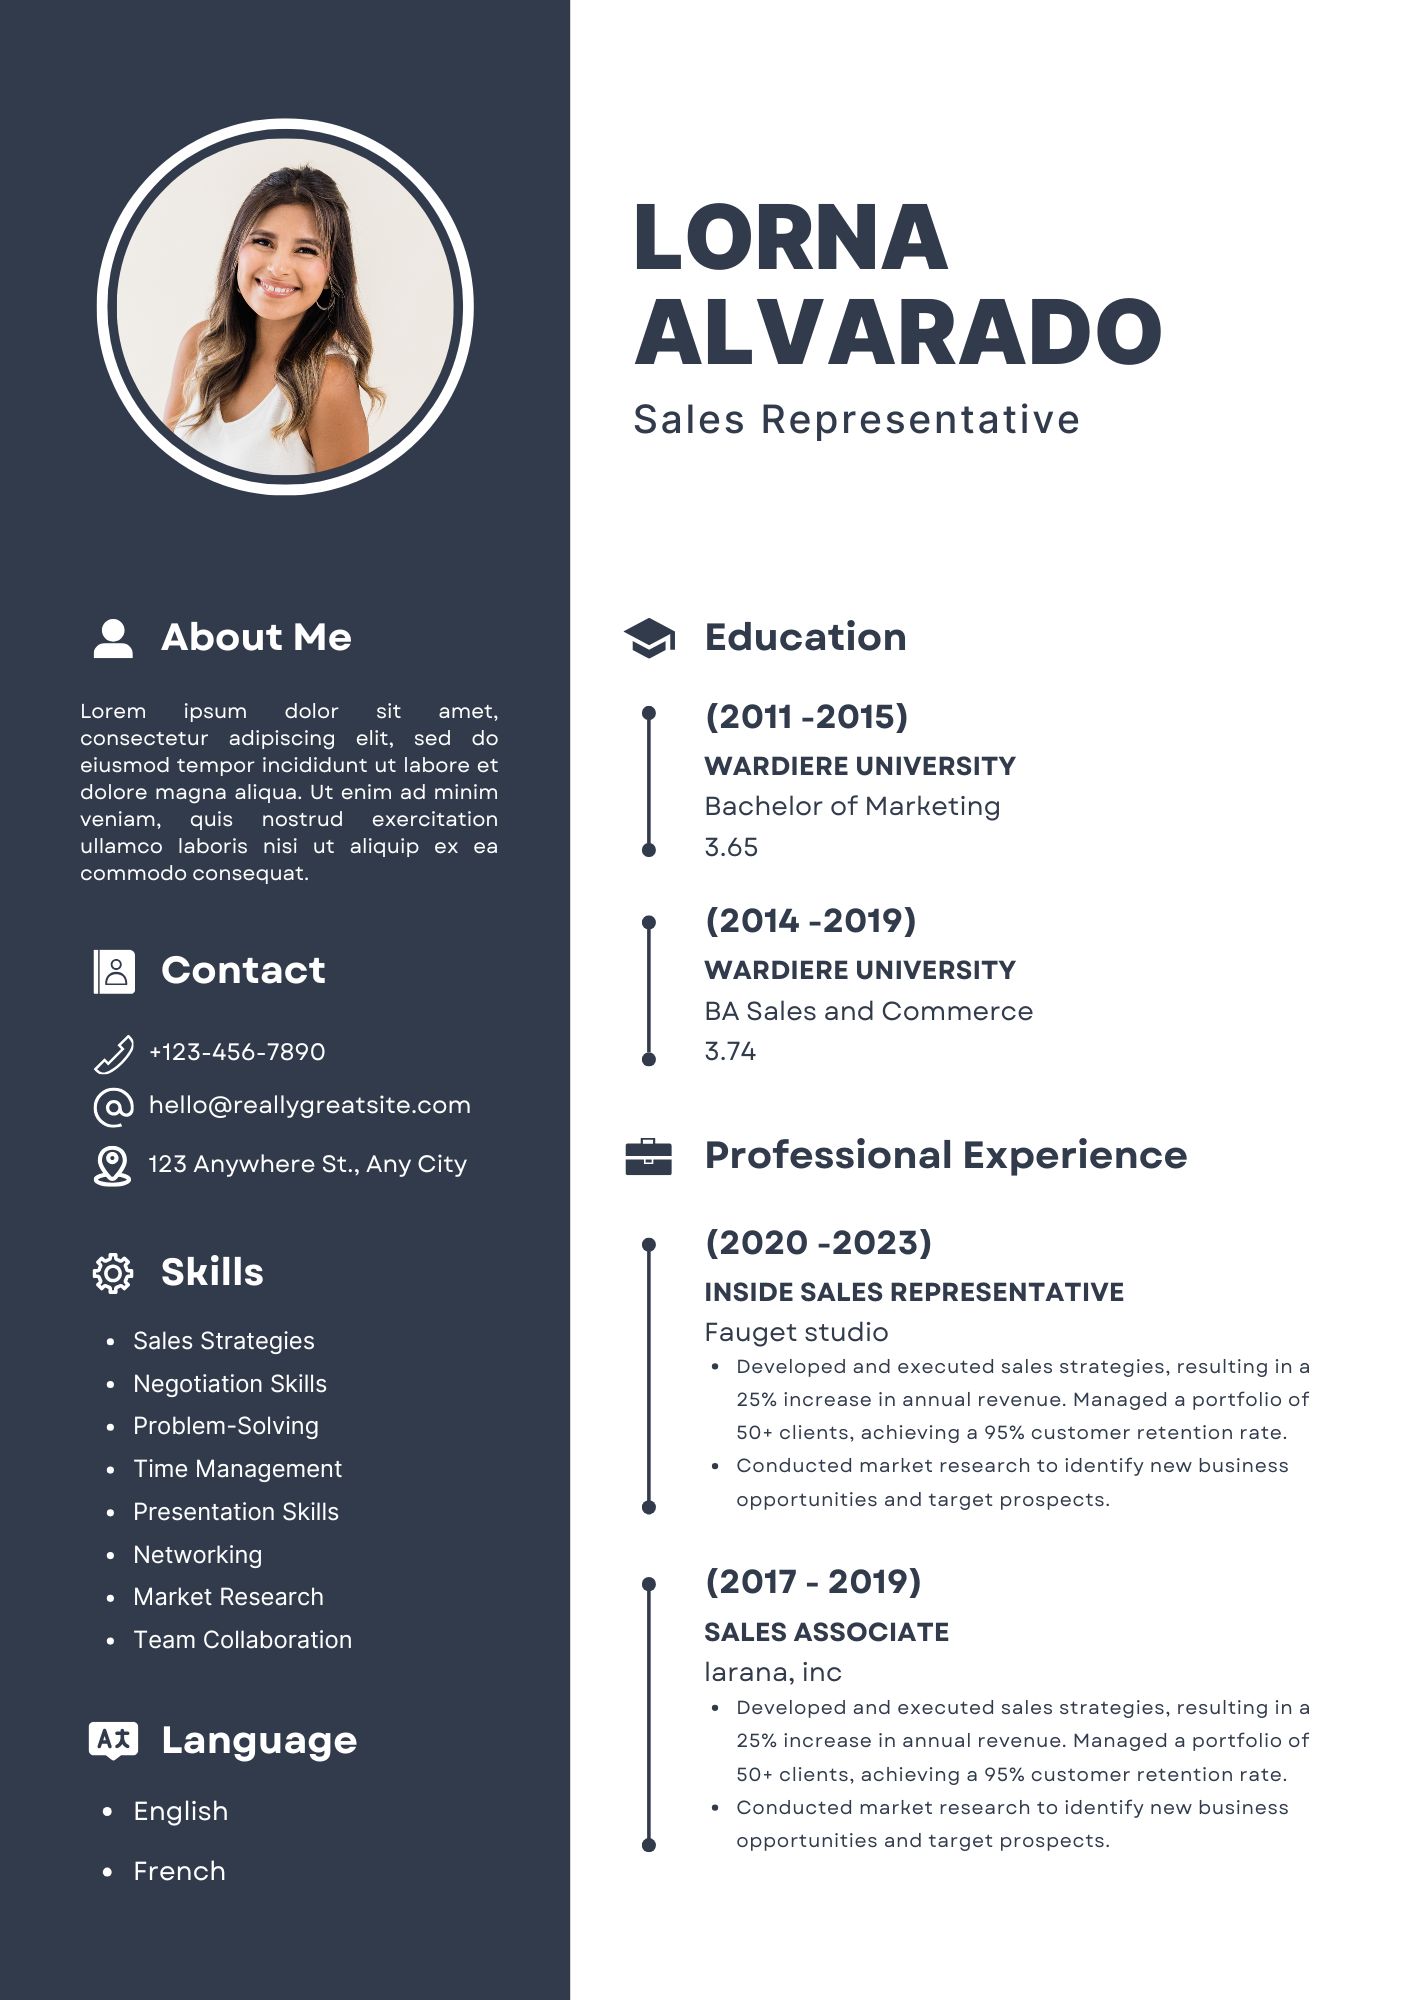 LORNA
ALVARADO
Sales Representative
About Me
Lorem ipsum dolor sit amet,
consectetur adipiscing elit, sed do
eiusmod tempor incididunt ut labore et
dolore magna aliqua. Ut enim ad minim
veniam, quis nostrud exercitation
ullamco laboris nisi ut aliquip ex ea
commodo consequat.
Contact
+123-456-7890
hello@reallygreatsite.com
123 Anywhere St., Any City
Skills
• Sales Strategies
• Negotiation Skills
• Problem-Solving
• Time Management
• Presentation Skills
• Networking
• Market Research
• Team Collaboration
Language
• English
• French
Education
(2011 -2015)
WARDIERE UNIVERSITY
Bachelor of Marketing
3.65
(2014 -2019)
WARDIERE UNIVERSITY
BA Sales and Commerce
3.74
Professional Experience
(2020 -2023)
INSIDE SALES REPRESENTATIVE
Fauget studio
• Developed and executed sales strategies, resulting in a
25% increase in annual revenue. Managed a portfolio of
50+ clients, achieving a 95% customer retention rate.
• Conducted market research to identify new business
opportunities and target prospects.
(2017 - 2019)
SALES ASSOCIATE
larana, inc
• Developed and executed sales strategies, resulting in a
25% increase in annual revenue. Managed a portfolio of
50+ clients, achieving a 95% customer retention rate.
• Conducted market research to identify new business
opportunities and target prospects.